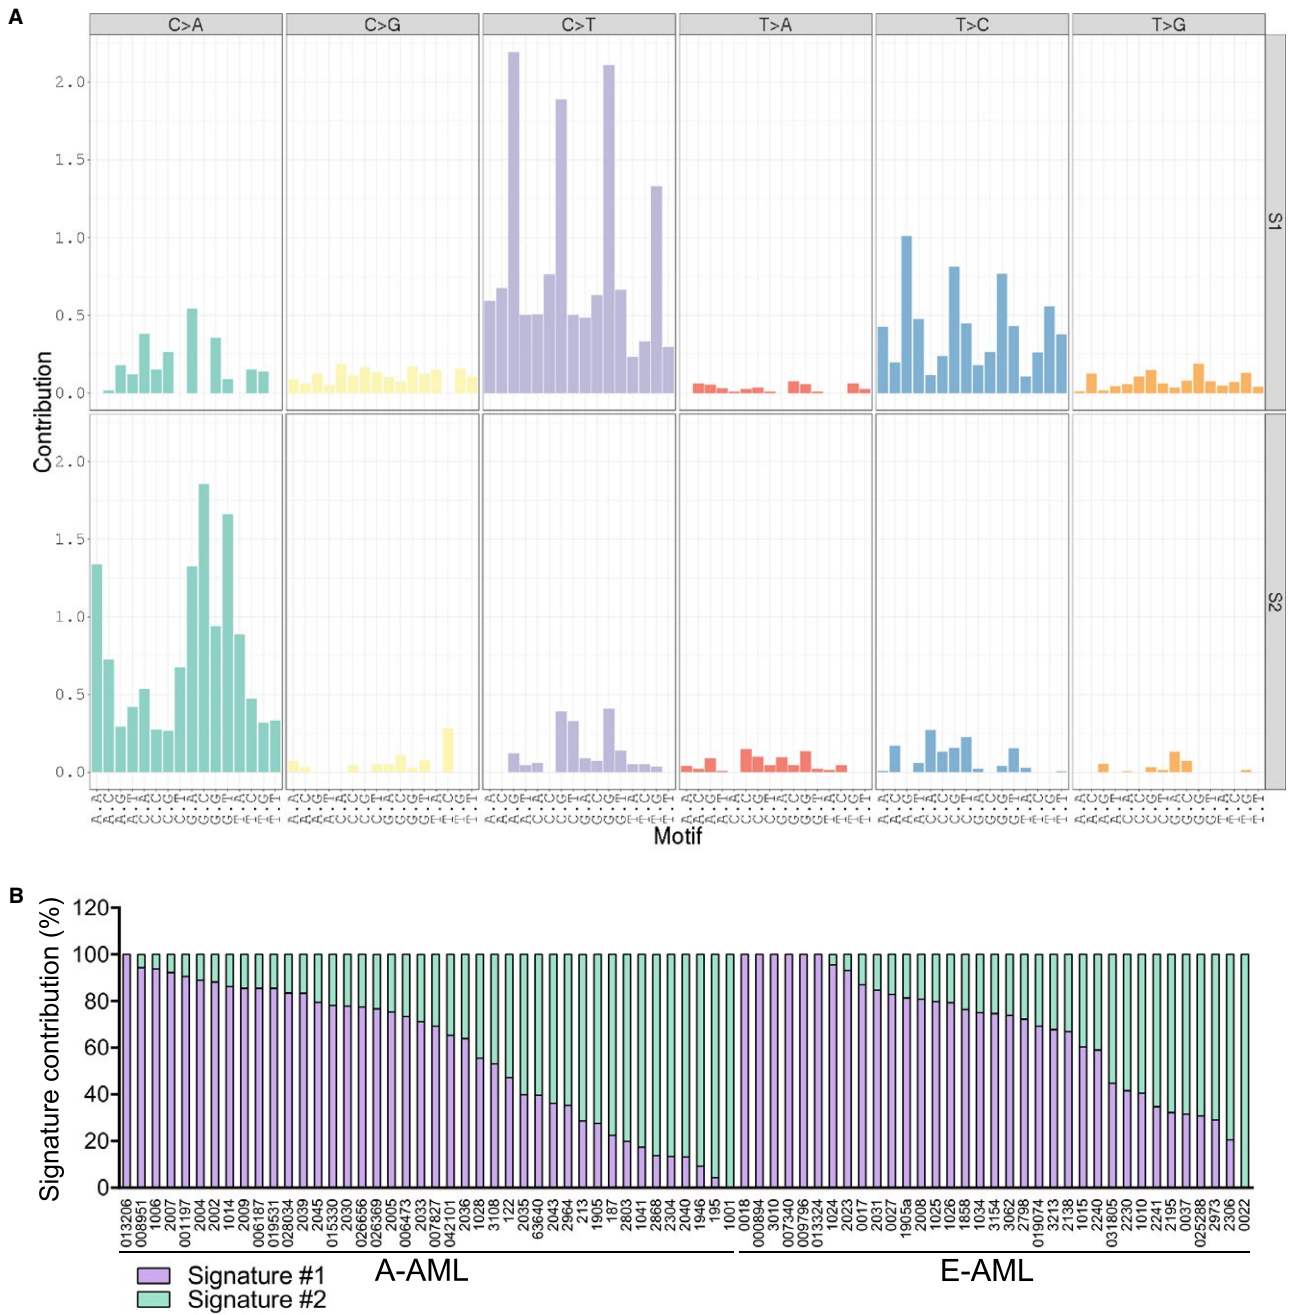 A
C>A C>G C>T T>A T>C T>G
2.0
1.5
1.0
0.5
0.0
S1
Contribution
2.0
1.5
1.0
0.5
0.0
S2
A.A A.C A.G A.T C.A C.C C.G C.T G.A G.C G.G G.T T.A T.C T.G T.T A.A A.C A.G A.T C.A C.C C.G C.T G.A G.C G.G G.T T.A T.C T.G T.T A.A A.C A.G A.T C.A C.C C.G C.T G.A G.C G.G G.T T.A T.C T.G T.T A.A A.C A.G A.T C.A C.C C.G C.T G.A G.C G.G G.T T.A T.C T.G T.T A.A A.C A.G A.T C.A C.C C.G C.T G.A G.C G.G G.T T.A T.C T.G T.T A.A A.C A.G A.T C.A C.C C.G C.T G.A G.C G.G G.T T.A T.C T.G T.T
Motif
B
Signature contribution (%)
120
100
80
60
40
20
0
013206 008951 1006 2007 001197 2004 2002 1014 2009 006187 019531 028034 2039 2045 015330 2030 026656 026369 2005 006473 2033 007827 042101 2036 1028 3108 122 2035 63640 2043 2964 213 1905 187 2803 1041 2868 2304 2040 1946 195 1001 0018 000894 3010 007340 009796 013324 1024 2023 0017 2031 0027 1905a 2008 1025 1026 1858 1034 3154 3062 2798 019074 3213 2138 1015 2240 031805 2230 1010 2241 2195 0037 025288 2973 2306 0022
A-AML E-AML
Signature #1
Signature #2